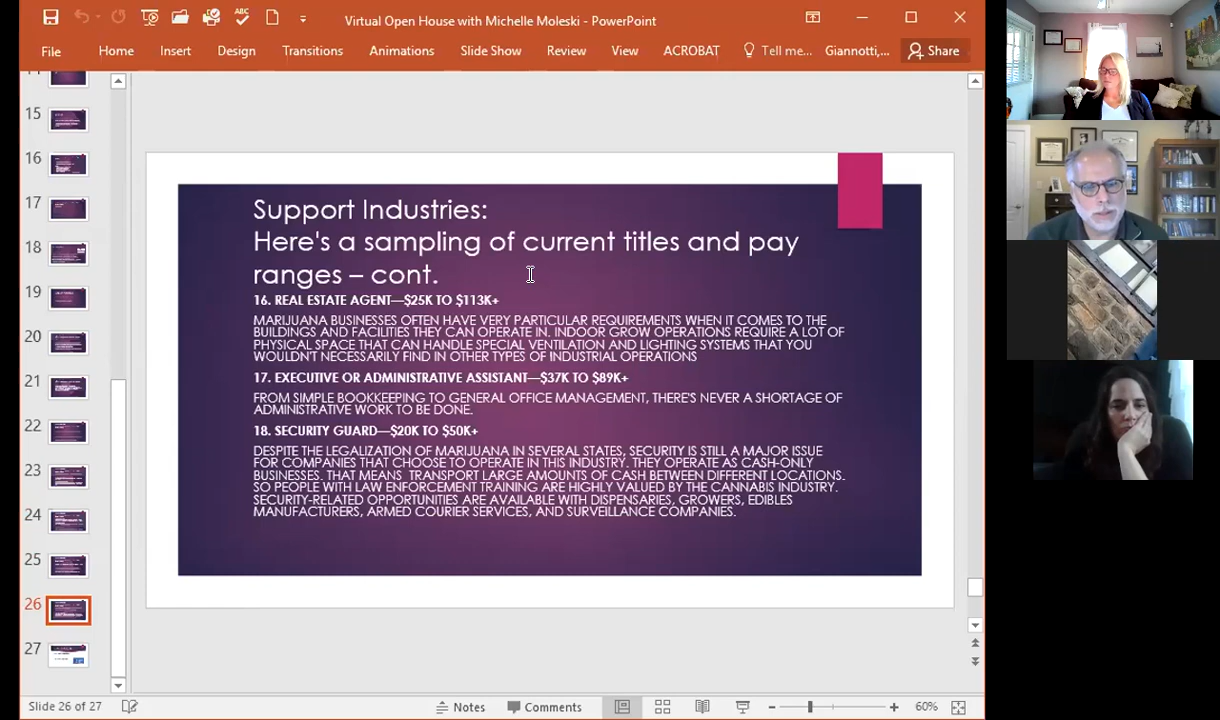 Virtual Open House with Michelle Moleski - PowerPoint
ABC
File Home Insert Design Transitions Animations Slide Show Review View ACROBAT Tell me... Giannotti,... Share
15
16
17
18
19
20
21
22
23
24
25
26
27
Support Industries:
Here's a sampling of current titles and pay
ranges – cont.
16. REAL ESTATE AGENT—$25K TO $113K+
MARIJUANA BUSINESSES OFTEN HAVE VERY PARTICULAR REQUIREMENTS WHEN IT COMES TO THE
BUILDINGS AND FACILITIES THEY CAN OPERATE IN. INDOOR GROW OPERATIONS REQUIRE A LOT OF
PHYSICAL SPACE THAT CAN HANDLE SPECIAL VENTILATION AND LIGHTING SYSTEMS THAT YOU
WOULDN'T NECESSARILY FIND IN OTHER TYPES OF INDUSTRIAL OPERATIONS
17. EXECUTIVE OR ADMINISTRATIVE ASSISTANT—$37K TO $89K+
FROM SIMPLE BOOKKEEPING TO GENERAL OFFICE MANAGEMENT, THERE'S NEVER A SHORTAGE OF
ADMINISTRATIVE WORK TO BE DONE.
18. SECURITY GUARD—$20K TO $50K+
DESPITE THE LEGALIZATION OF MARIJUANA IN SEVERAL STATES, SECURITY IS STILL A MAJOR ISSUE
FOR COMPANIES THAT CHOOSE TO OPERATE IN THIS INDUSTRY. THEY OPERATE AS CASH-ONLY
BUSINESSES. THAT MEANS TRANSPORT LARGE AMOUNTS OF CASH BETWEEN DIFFERENT LOCATIONS.
SO PEOPLE WITH LAW ENFORCEMENT TRAINING ARE HIGHLY VALUED BY THE CANNABIS INDUSTRY.
SECURITY-RELATED OPPORTUNITIES ARE AVAILABLE WITH DISPENSARIES, GROWERS, EDIBLES
MANUFACTURERS, ARMED COURIER SERVICES, AND SURVEILLANCE COMPANIES.
Slide 26 of 27 Notes Comments 60%